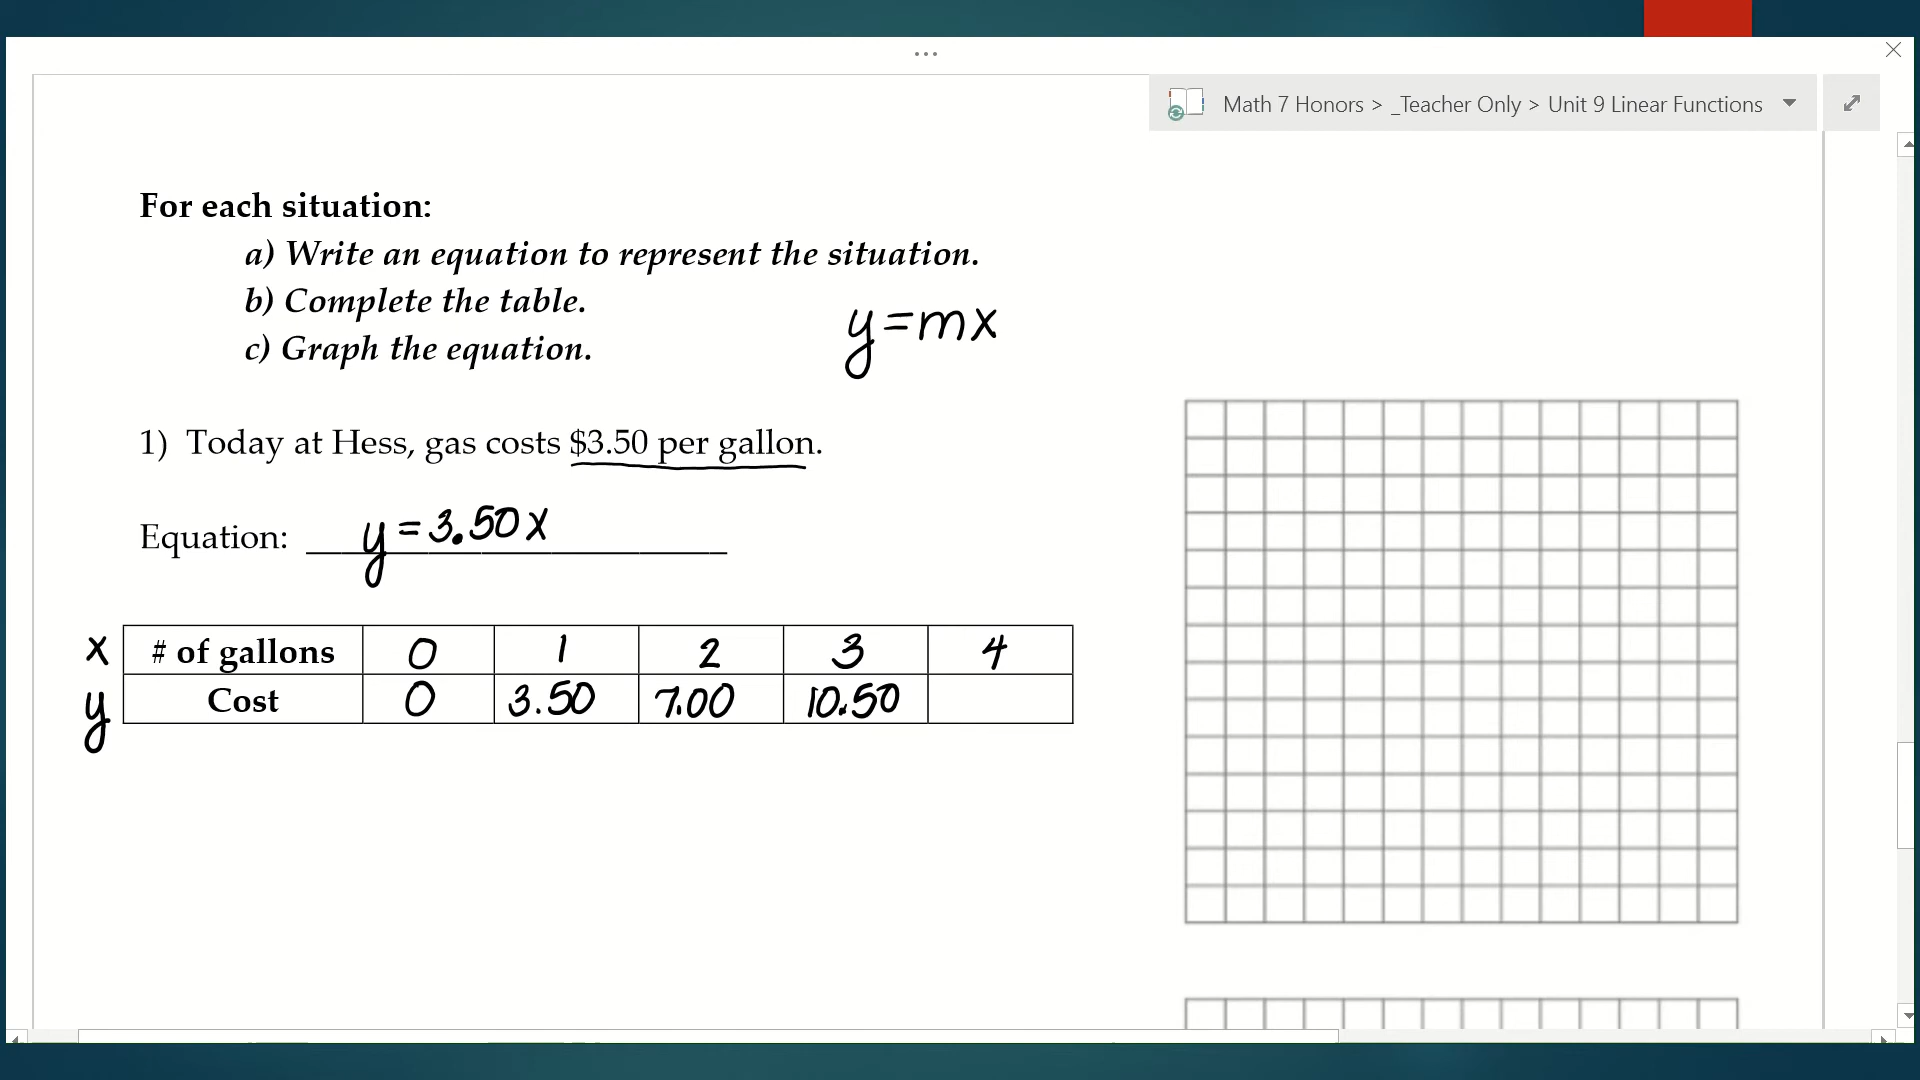 ...
Math 7 Honors > _Teacher Only > Unit 9 Linear Functions
For each situation:
a) Write an equation to represent the situation.
b) Complete the table.
c) Graph the equation.
y=mx
1) Today at Hess, gas costs $3.50 per gallon.
Equation: y=3.50x
x # of gallons 0 1 2 3 4
y Cost 0 3.50 7.00 10.50